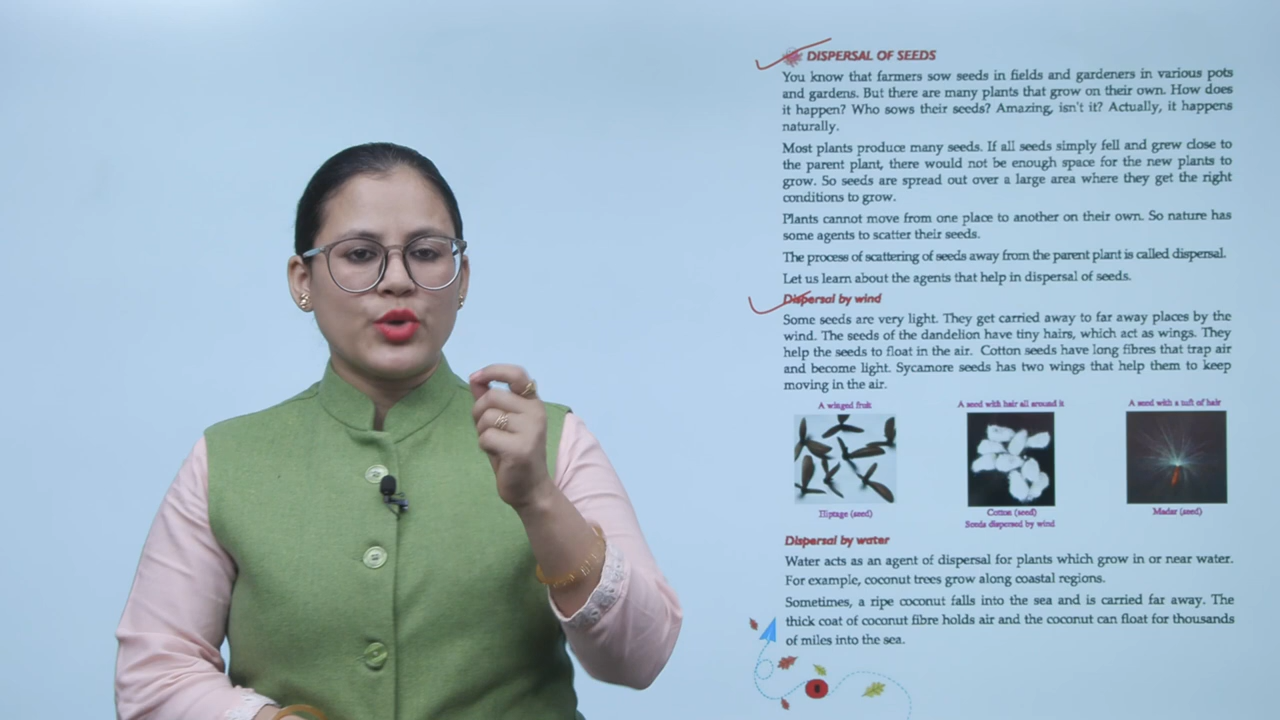 DISPERSAL OF SEEDS
You know that farmers sow seeds in fields and gardeners in various pots
and gardens. But there are many plants that grow on their own. How does
it happen? Who sows their seeds? Amazing, isn't it? Actually, it happens
naturally.
Most plants produce many seeds. If all seeds simply fell and grew close to
the parent plant, there would not be enough space for the new plants to
grow. So seeds are spread out over a large area where they get the right
conditions to grow.
Plants cannot move from one place to another on their own. So nature has
some agents to scatter their seeds.
The process of scattering of seeds away from the parent plant is called dispersal.
Let us learn about the agents that help in dispersal of seeds.
Dispersal by wind
Some seeds are very light. They get carried away to far away places by the
wind. The seeds of the dandelion have tiny hairs, which act as wings. They
help the seeds to float in the air. Cotton seeds have long fibres that trap air
and become light. Sycamore seeds has two wings that help them to keep
moving in the air.
A winged fruit
A seed with hair all around it
A seed with a tuft of hair
Hiptage (seed)
Cotton (seed)
Madar (seed)
Seeds dispersed by wind
Dispersal by water
Water acts as an agent of dispersal for plants which grow in or near water.
For example, coconut trees grow along coastal regions.
Sometimes, a ripe coconut falls into the sea and is carried far away. The
thick coat of coconut fibre holds air and the coconut can float for thousands
of miles into the sea.